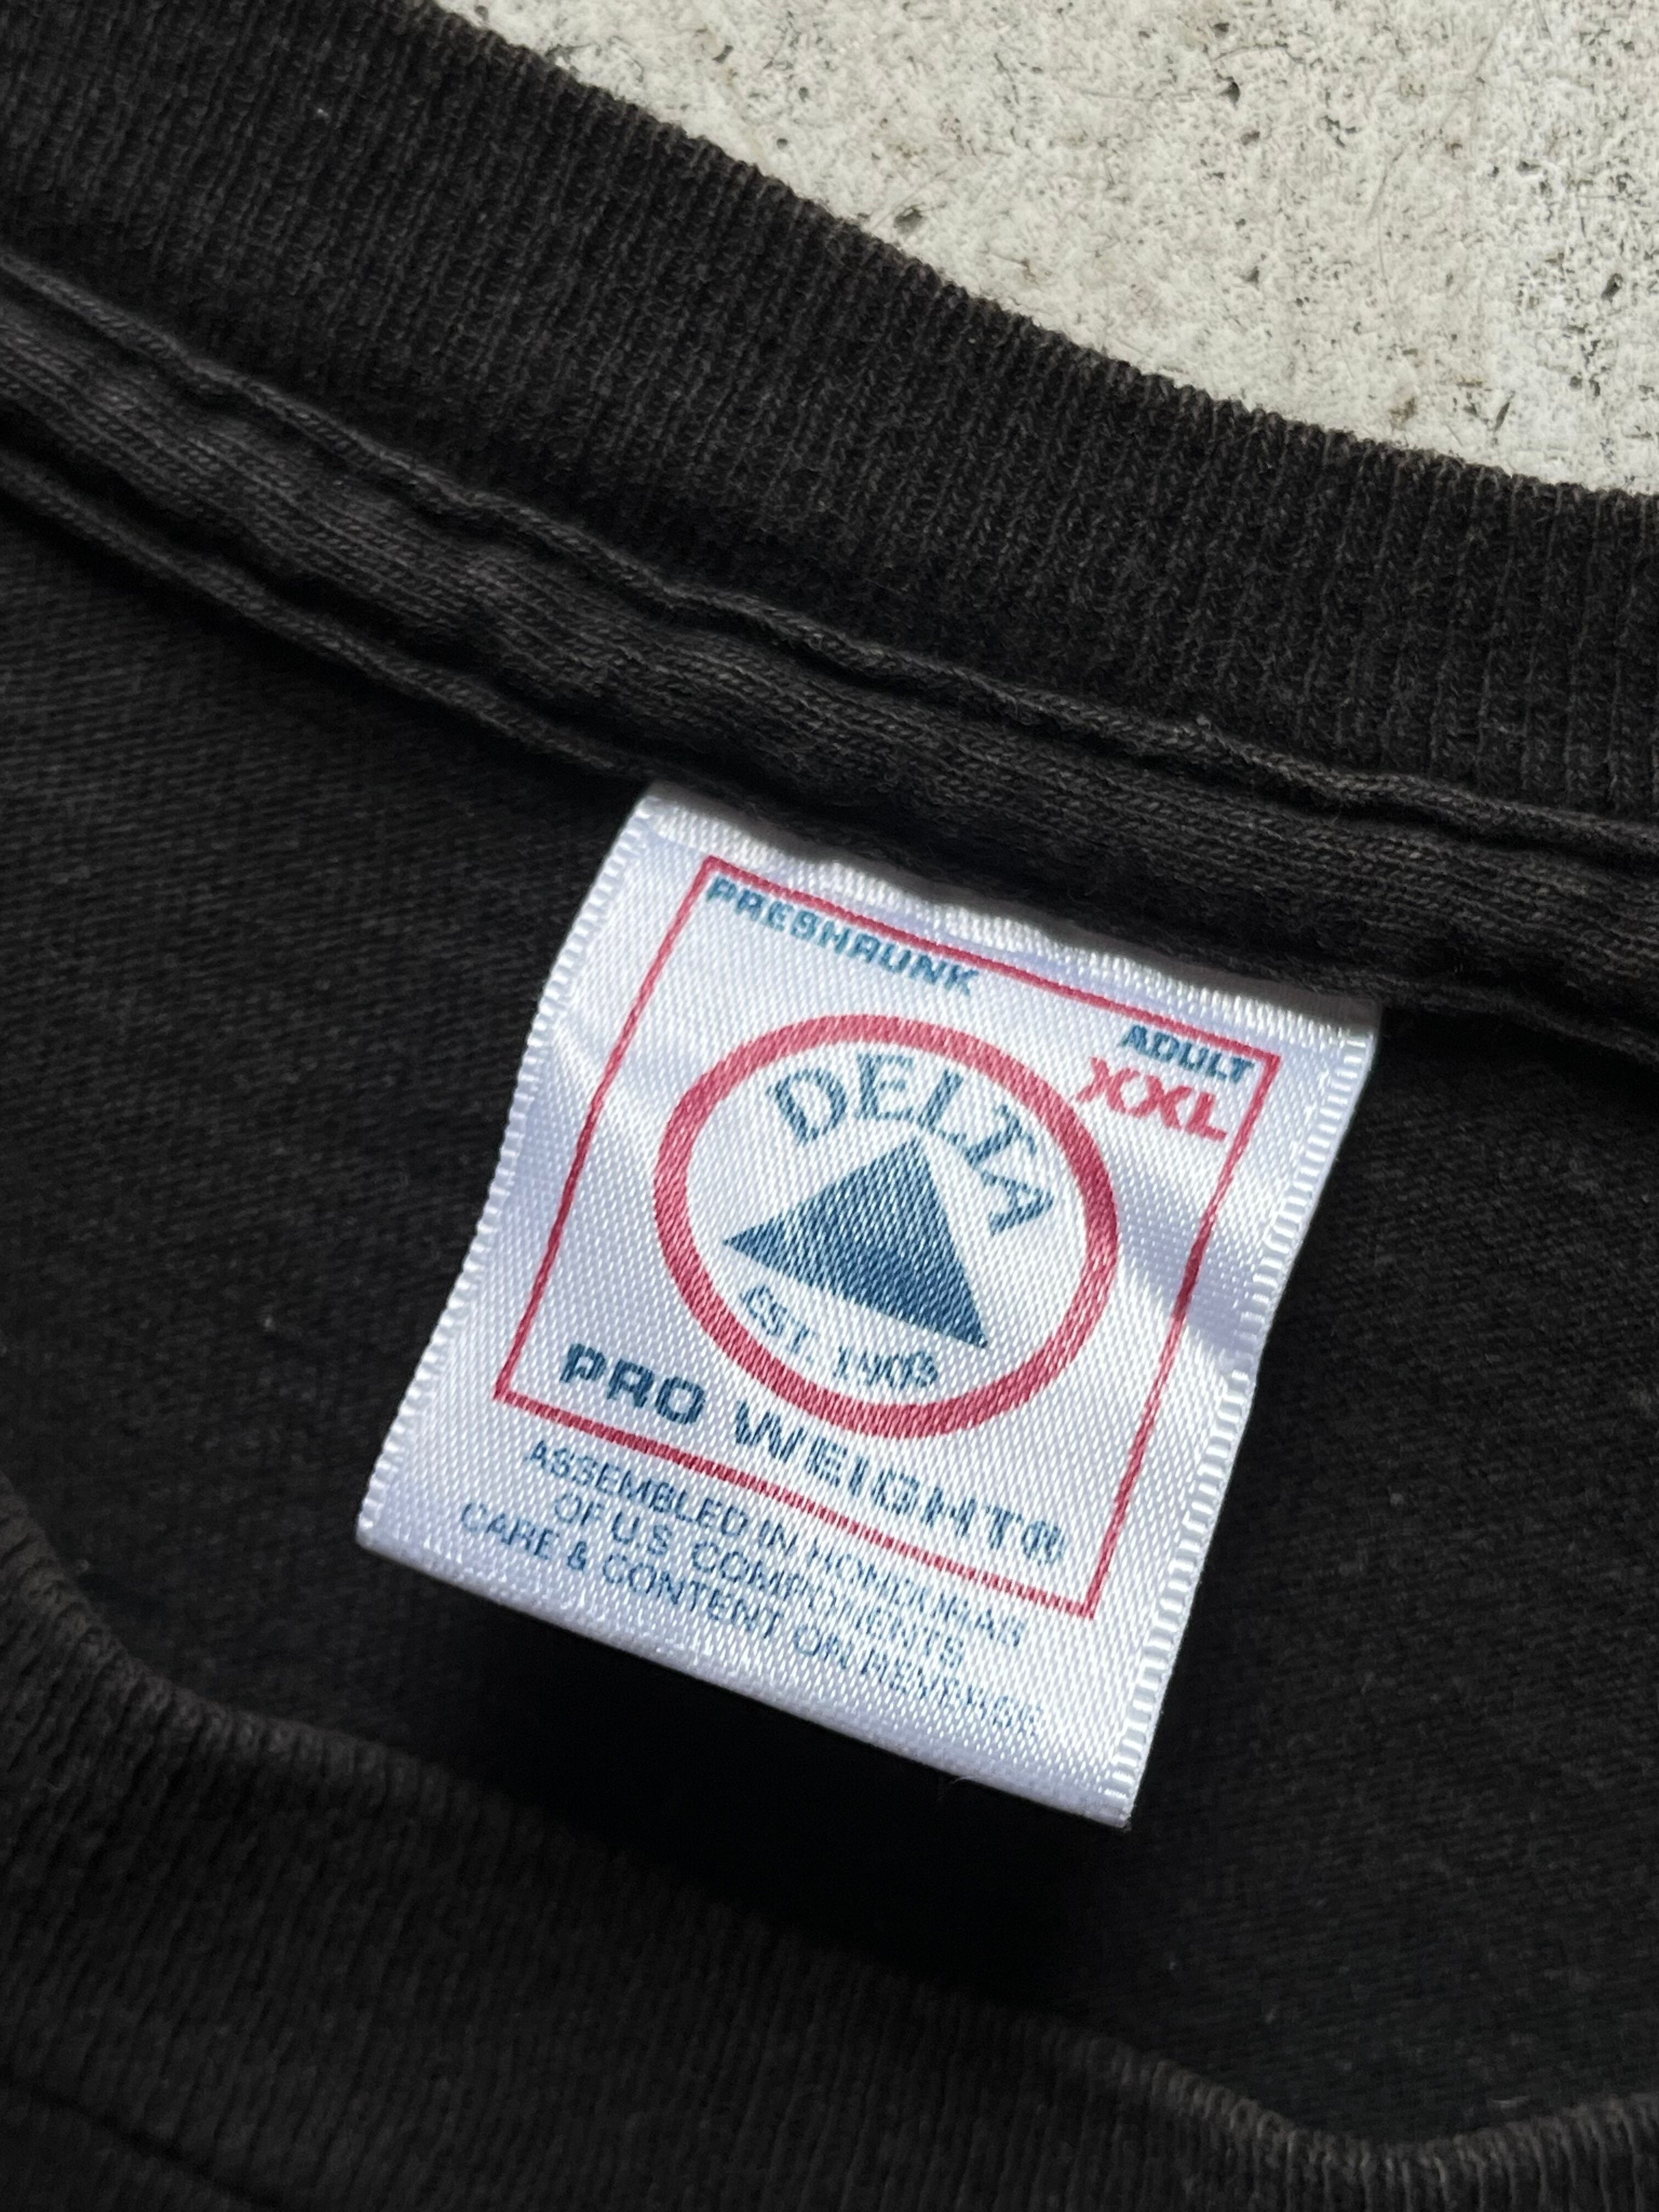 PRESHRUNK
ADULT
XXL
DELTA
EST. 1903
PRO WEIGHT®
ASSEMBLED IN HONDURAS
OF U.S. COMPONENTS
CARE & CONTENT ON REVERSE